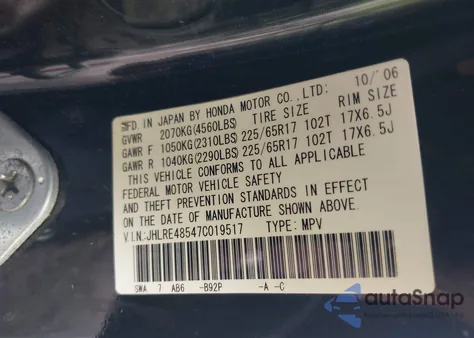 MFD. IN JAPAN BY HONDA MOTOR CO., LTD: 10/'06
GVWR 2070KG(4560LBS) TIRE SIZE RIM SIZE
GAWR F 1050KG(2310LBS) 225/65R17 102T 17X6.5J
GAWR R 1040KG(2290LBS) 225/65R17 102T 17X6.5J
THIS VEHICLE CONFORMS TO ALL APPLICABLE
FEDERAL MOTOR VEHICLE SAFETY
AND THEFT PREVENTION STANDARDS IN EFFECT
ON THE DATE OF MANUFACTURE SHOWN ABOVE.
V.I.N:JHLRE48547C019517 TYPE: MPV
SWA 7 AB6 -B92P -A -C
autoSnap